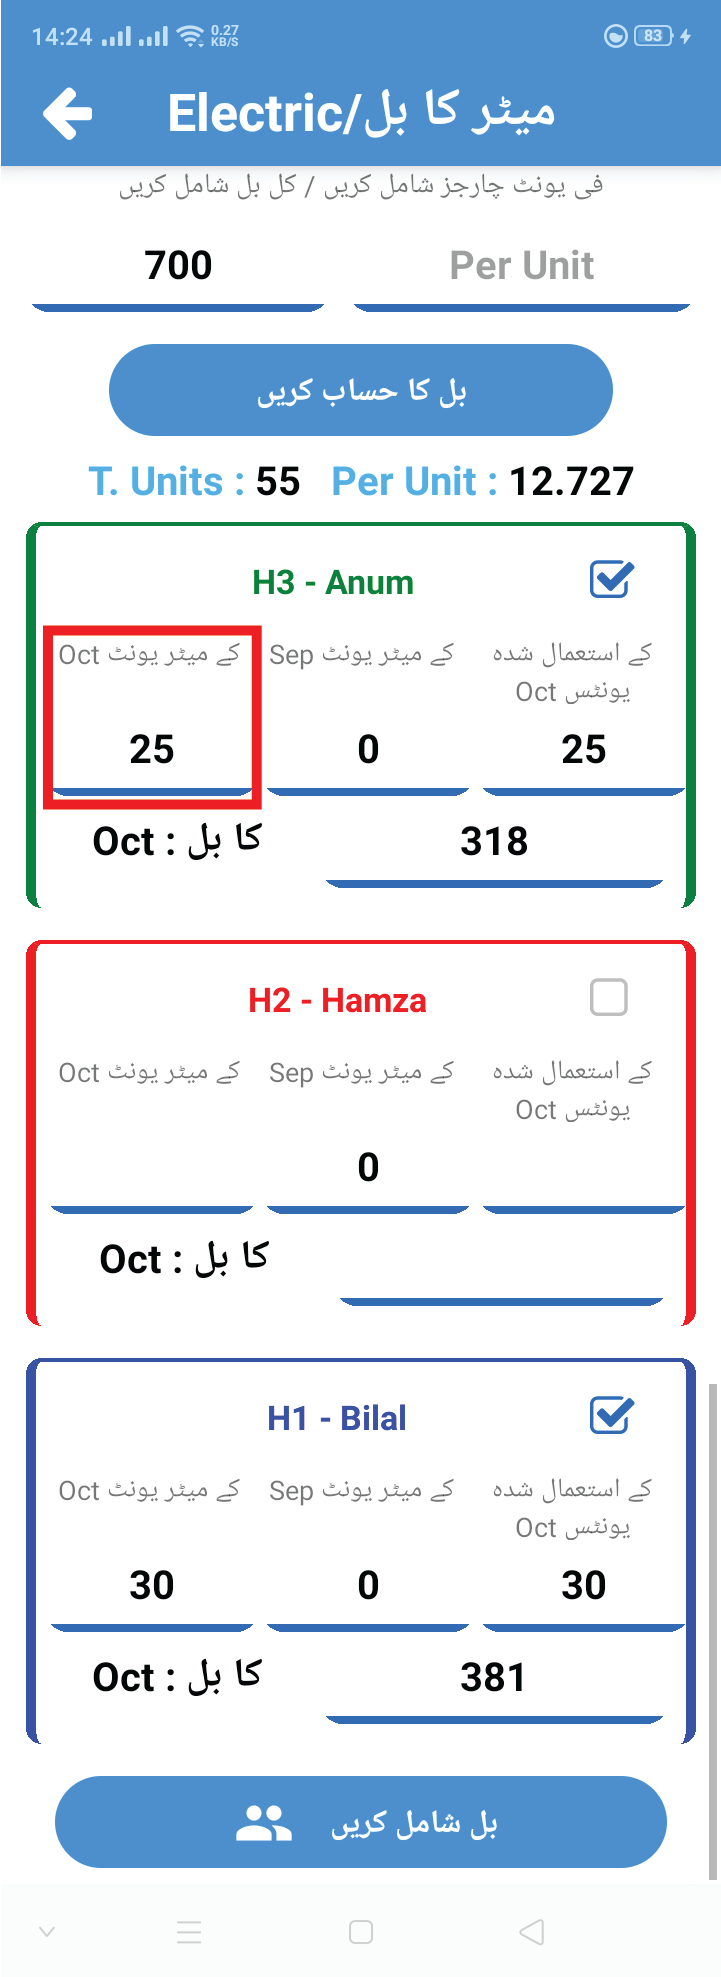 14:24 0.27 KB/S 83
Electric/میٹر کا بل
فی یونٹ چارجز شامل کریں / کل بل شامل کریں
700 Per Unit
بل کا حساب کریں
T. Units : 55 Per Unit : 12.727
H3 - Anum
Oct کے میٹر یونٹ Sep کے میٹر یونٹ کے استعمال شدہ
Oct یونٹس
25 0 25
Oct : کا بل 318
H2 - Hamza
Oct کے میٹر یونٹ Sep کے میٹر یونٹ کے استعمال شدہ
Oct یونٹس
0
Oct : کا بل
H1 - Bilal
Oct کے میٹر یونٹ Sep کے میٹر یونٹ کے استعمال شدہ
Oct یونٹس
30 0 30
Oct : کا بل 381
بل شامل کریں